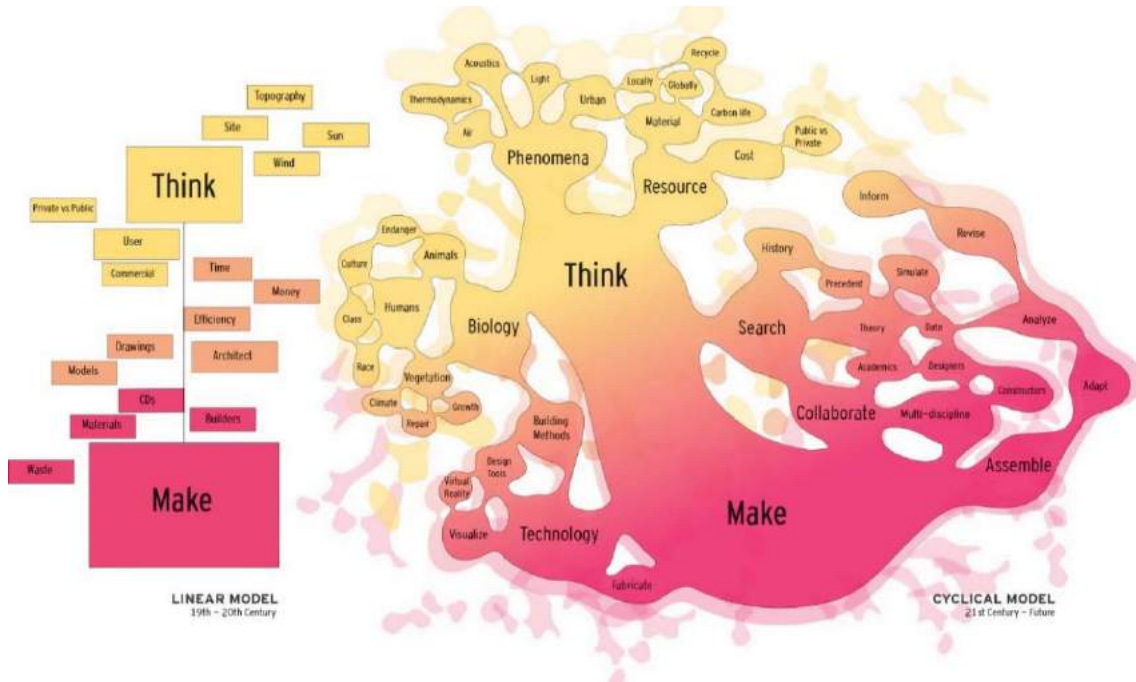 Topography
Site
Sun
Wind
Think
Private vs Public
User
Commercial
Time
Money
Efficiency
Drawings
Architect
Models
CDs
Materials
Builders
Waste
Make
LINEAR MODEL
19th – 20th Century
Acoustics
Light
Thermodynamics
Air
Urban
Phenomena
Recycle
Locally
Globally
Material
Carbon life
Resource
Cost
Public vs
Private
Endanger
Culture
Animals
Humans
Class
Race
Biology
Vegetation
Climate
Growth
Repair
Think
Inform
Revise
History
Precedent
Simulate
Search
Theory
Data
Analyze
Academics
Designers
Constructors
Adapt
Collaborate
Multi-discipline
Assemble
Building
Methods
Design
Tools
Virtual
Reality
Visualize
Technology
Fabricate
Make
CYCLICAL MODEL
21st Century – Future